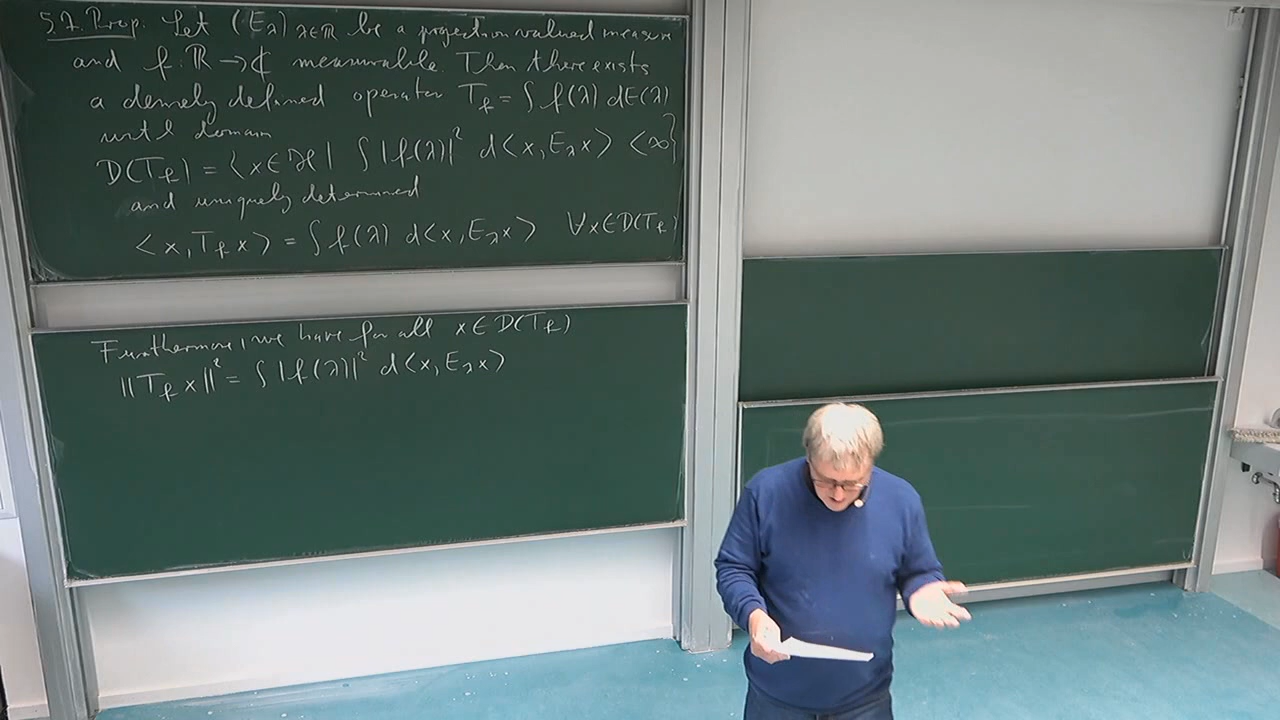 5.7. Prop. Let (E_λ)_{λ∈ℝ} be a projection valued measure
and f: ℝ → ℂ measurable. Then there exists
a densely defined operator T_f = ∫ f(λ) dE(λ)
with domain
D(T_f) = {x∈ℋ | ∫ |f(λ)|² d<x, E_λ x> < ∞}
and uniquely determined
<x, T_f x> = ∫ f(λ) d<x, E_λ x> ∀ x∈D(T_f)
Furthermore, we have for all x ∈ D(T_f)
||T_f x||² = ∫ |f(λ)|² d<x, E_λ x>